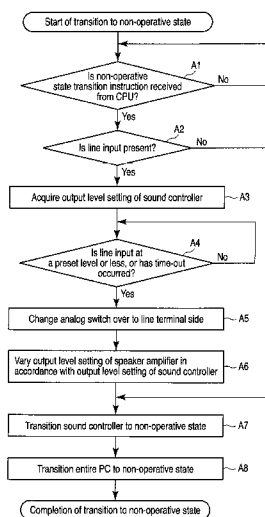 Start of transition to non-operative state
A1
Is non-operative
state transition instruction received
from CPU?
No
Yes
A2
Is line input present?
No
Yes
Acquire output level setting of sound controller
A3
A4
Is line input at
a preset level or less, or has time-out
occurred?
No
Yes
Change analog switch over to line terminal side
A5
Vary output level setting of speaker amplifier in
accordance with output level setting of sound controller
A6
Transition sound controller to non-operative state
A7
Transition entire PC to non-operative state
A8
Completion of transition to non-operative state